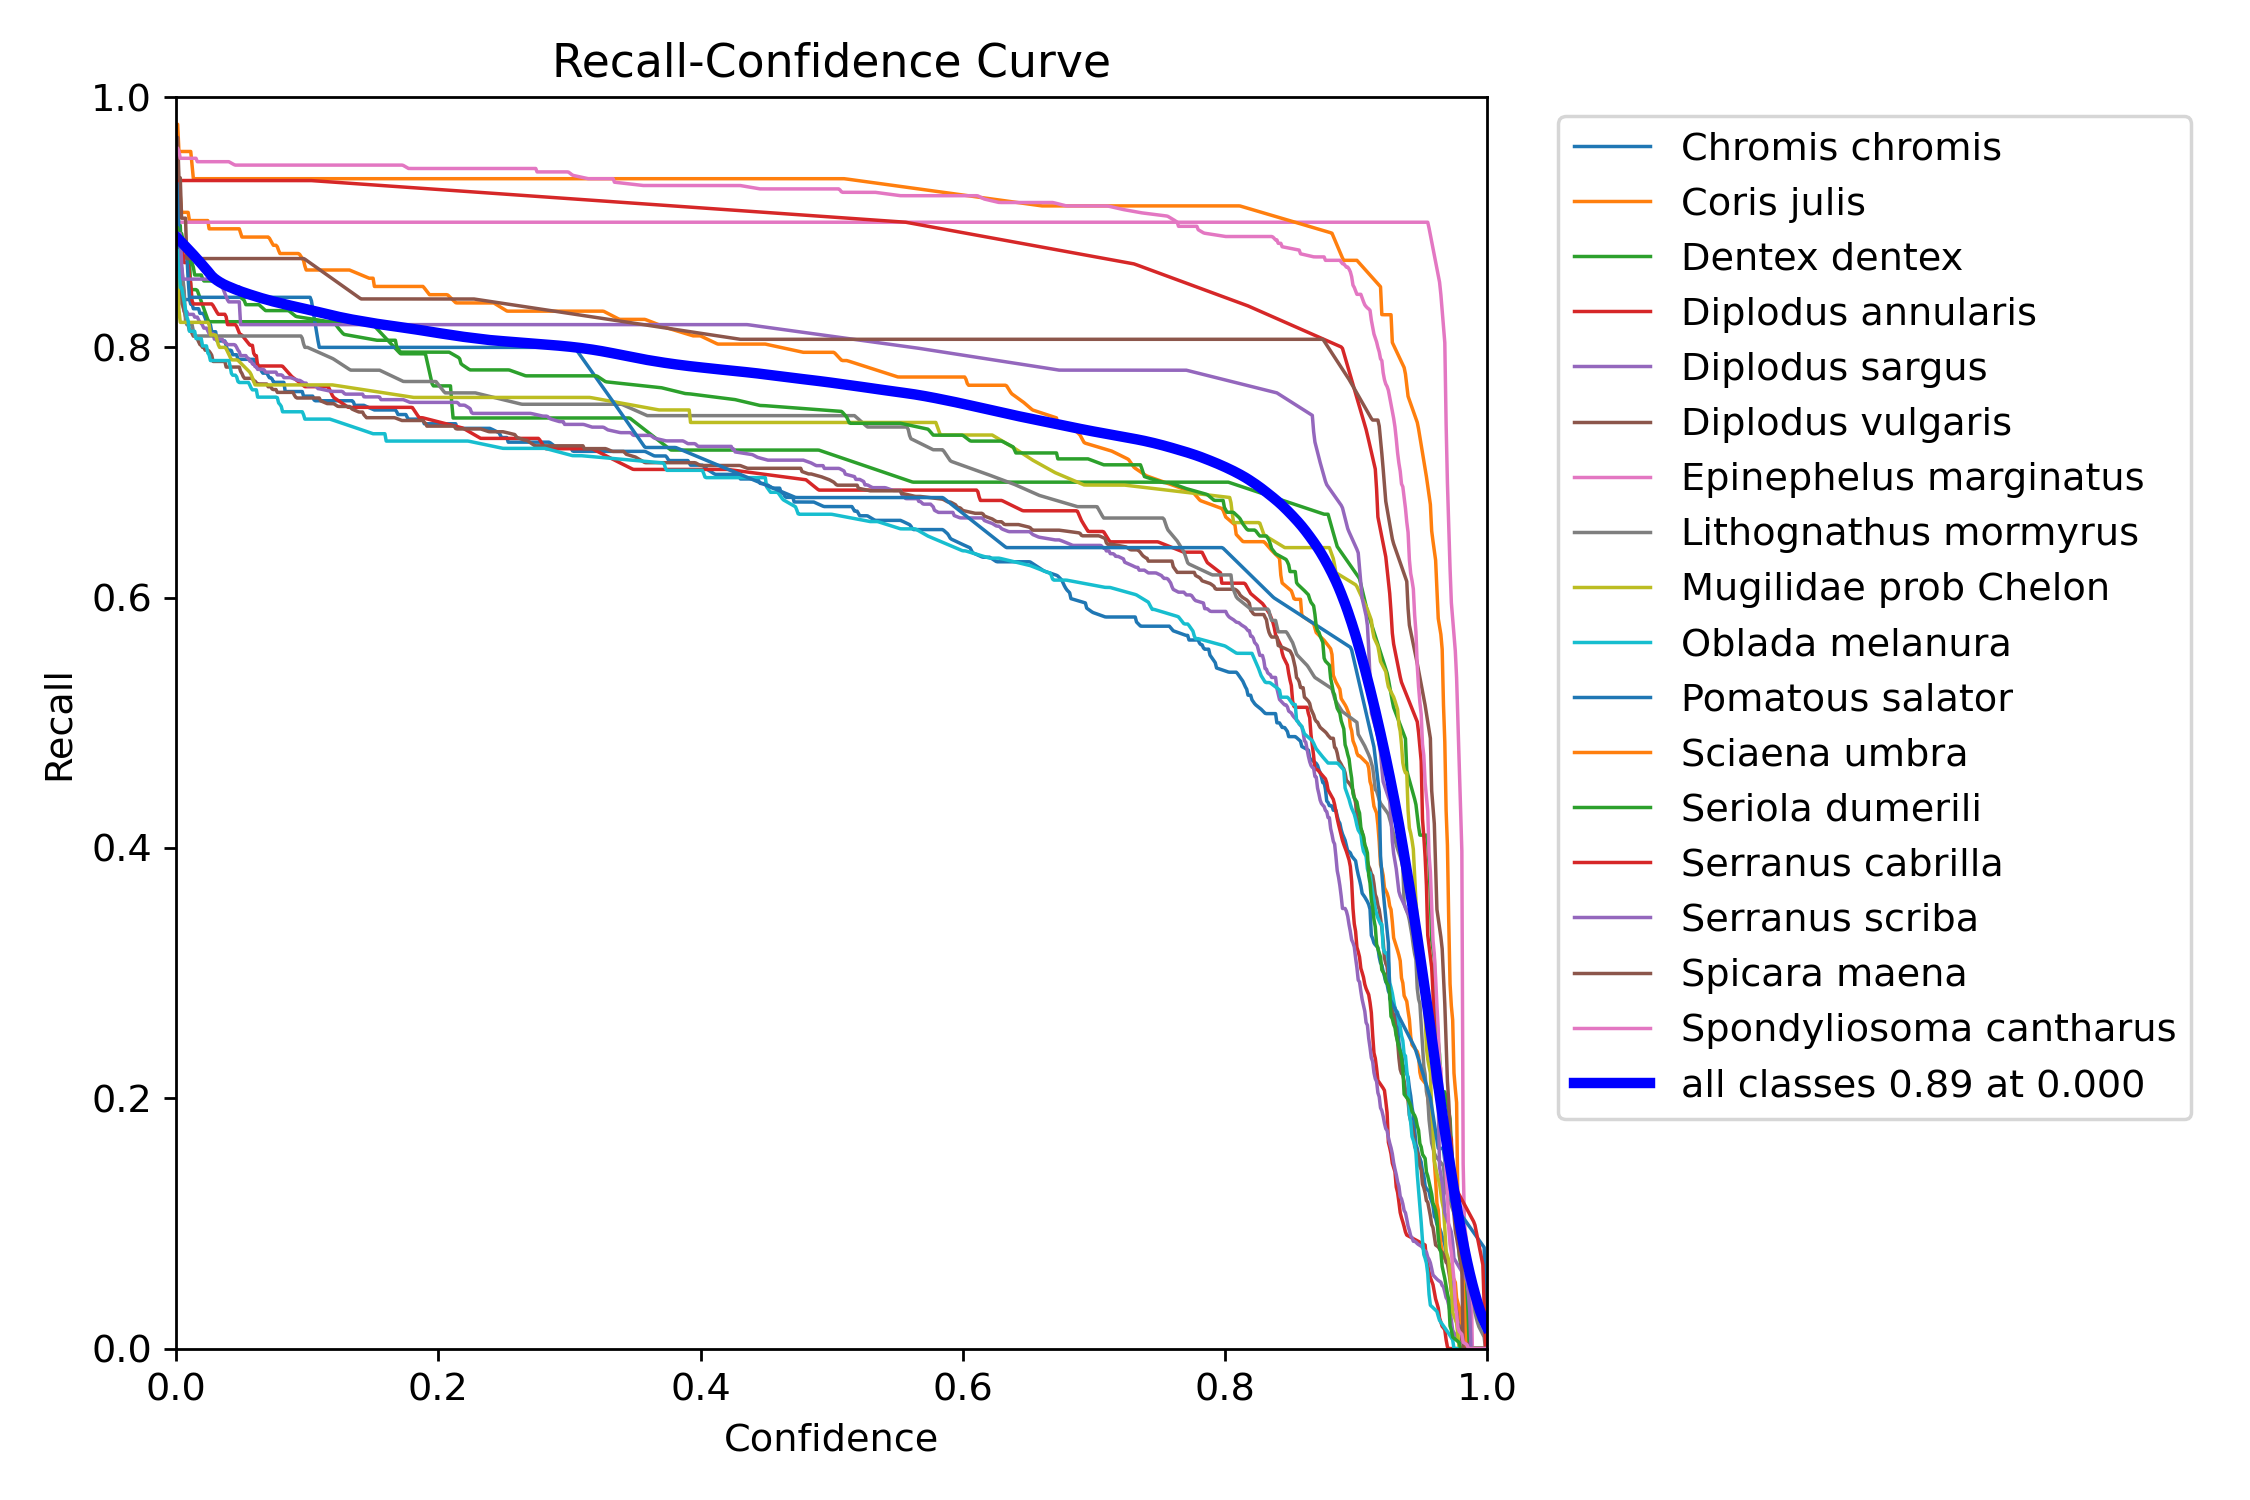 Recall-Confidence Curve
1.0
0.8
0.6
0.4
0.2
0.0
Recall
0.0 0.2 0.4 0.6 0.8 1.0
Confidence
Chromis chromis
Coris julis
Dentex dentex
Diplodus annularis
Diplodus sargus
Diplodus vulgaris
Epinephelus marginatus
Lithognathus mormyrus
Mugilidae prob Chelon
Oblada melanura
Pomatous salator
Sciaena umbra
Seriola dumerili
Serranus cabrilla
Serranus scriba
Spicara maena
Spondyliosoma cantharus
all classes 0.89 at 0.000